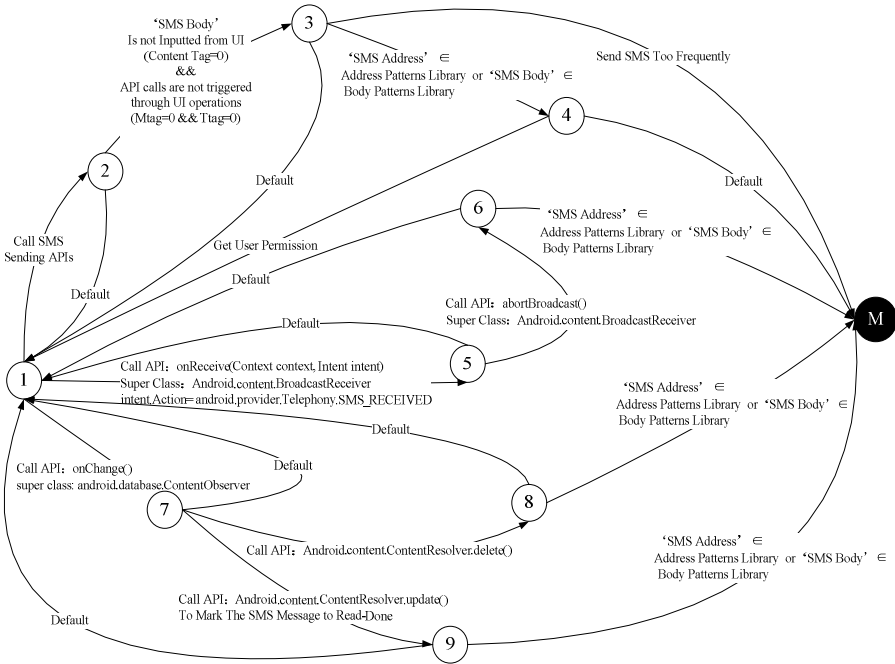 3
‘SMS Body’
Is not Inputted from UI
(Content Tag=0)
&&
API calls are not triggered
through UI operations
(Mtag=0 && Ttag=0)
‘SMS Address’ ∈
Address Patterns Library or ‘SMS Body’ ∈
Body Patterns Library
Send SMS Too Frequently
4
2
Default
Default
6
‘SMS Address’ ∈
Address Patterns Library or ‘SMS Body’ ∈
Body Patterns Library
Call SMS
Sending APIs
Get User Permission
Default
Default
Call API: abortBroadcast()
Super Class: Android.content.BroadcastReceiver
M
Default
5
1
Call API: onReceive(Context context, Intent intent)
Super Class: Android.content.BroadcastReceiver
intent.Action=android.provider.Telephony.SMS_RECEIVED
‘SMS Address’ ∈
Address Patterns Library or ‘SMS Body’ ∈
Body Patterns Library
Default
Call API: onChange()
super class: android.database.ContentObserver
Default
7
8
Call API: Android.content.ContentResolver.delete()
‘SMS Address’ ∈
Address Patterns Library or ‘SMS Body’ ∈
Body Patterns Library
Call API: Android.content.ContentResolver.update()
To Mark The SMS Message to Read-Done
Default
9